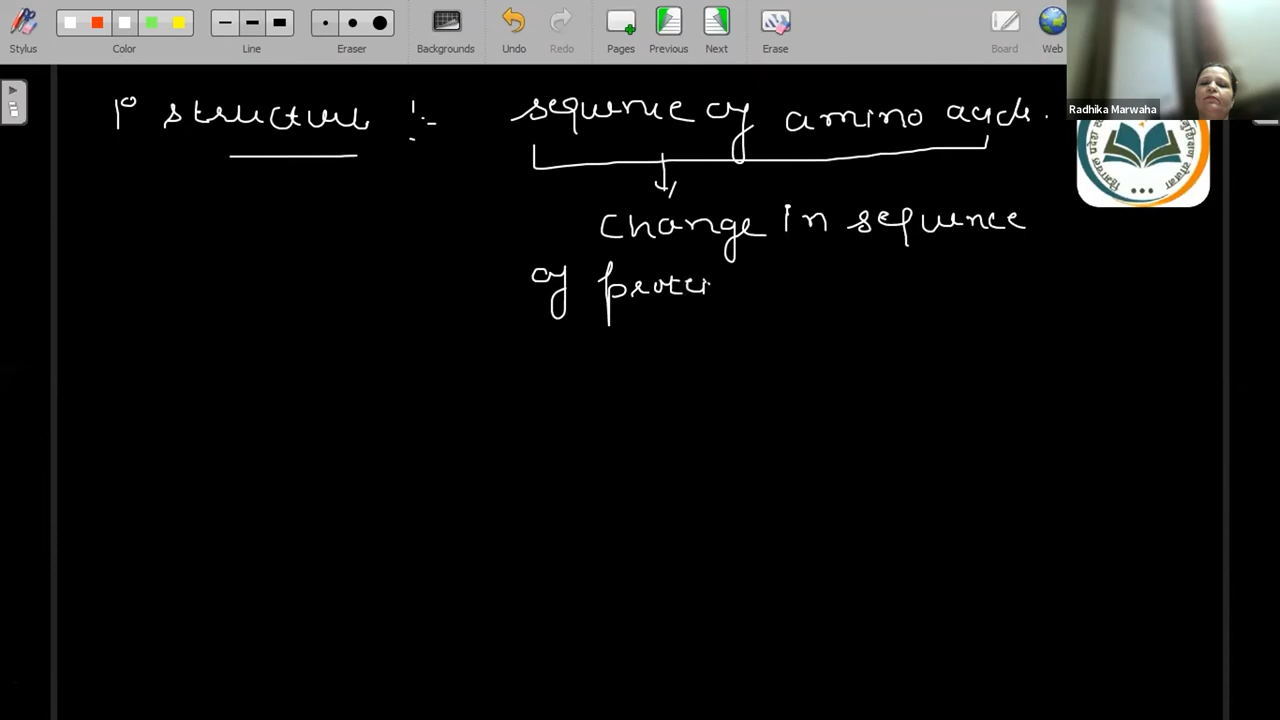 Stylus
Color
Line
Eraser
Backgrounds
Undo
Redo
Pages
Previous
Next
Erase
Board
Web
Radhika Marwaha
1° structure :-
sequence of amino acids.
change in sequence
of protei